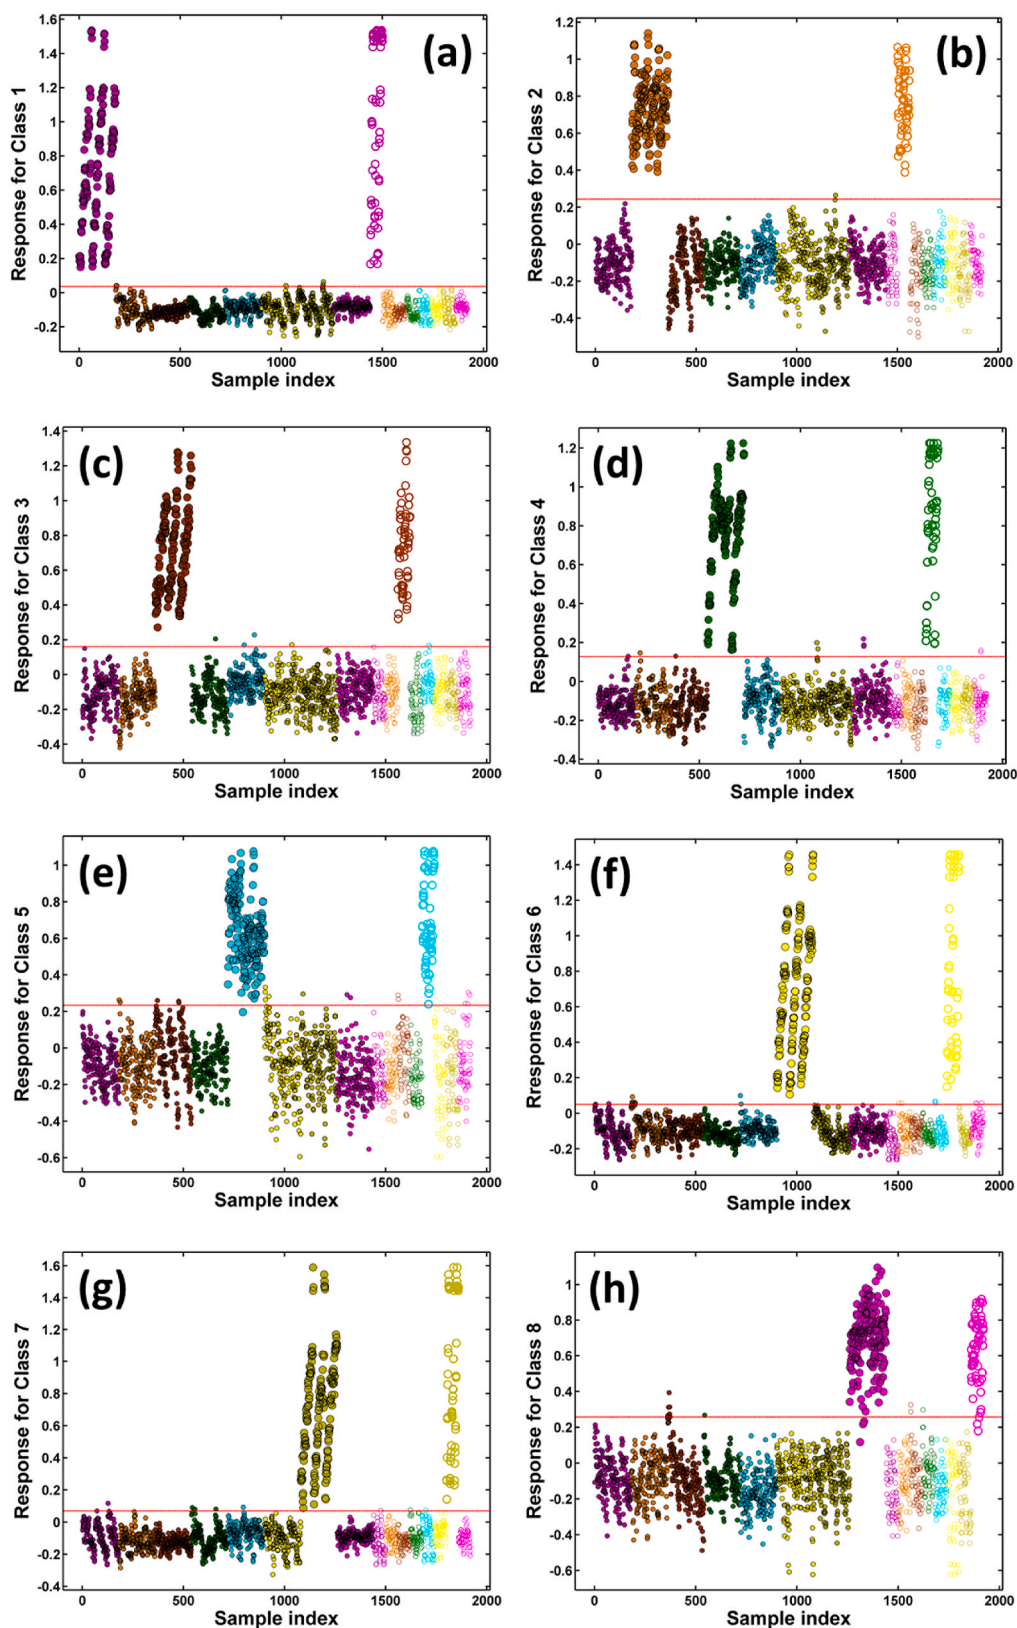 1.6
1.4
1.2
1
0.8
0.6
0.4
0.2
0
-0.2
Response for Class 1
(a)
0 500 1000 1500 2000
Sample index
1.2
1
0.8
0.6
0.4
0.2
0
-0.2
-0.4
Response for Class 2
(b)
0 500 1000 1500 2000
Sample index
1.4
1.2
1
0.8
0.6
0.4
0.2
0
-0.2
-0.4
Response for Class 3
(c)
0 500 1000 1500 2000
Sample index
1.2
1
0.8
0.6
0.4
0.2
0
-0.2
-0.4
Response for Class 4
(d)
0 500 1000 1500 2000
Sample index
1
0.8
0.6
0.4
0.2
0
-0.2
-0.4
-0.6
Response for Class 5
(e)
0 500 1000 1500 2000
Sample index
1.4
1.2
1
0.8
0.6
0.4
0.2
0
-0.2
Rresponse for Class 6
(f)
0 500 1000 1500 2000
Sample index
1.6
1.4
1.2
1
0.8
0.6
0.4
0.2
0
-0.2
-0.4
Response for Class 7
(g)
0 500 1000 1500 2000
Sample index
1
0.8
0.6
0.4
0.2
0
-0.2
-0.4
-0.6
Response for Class 8
(h)
0 500 1000 1500 2000
Sample index